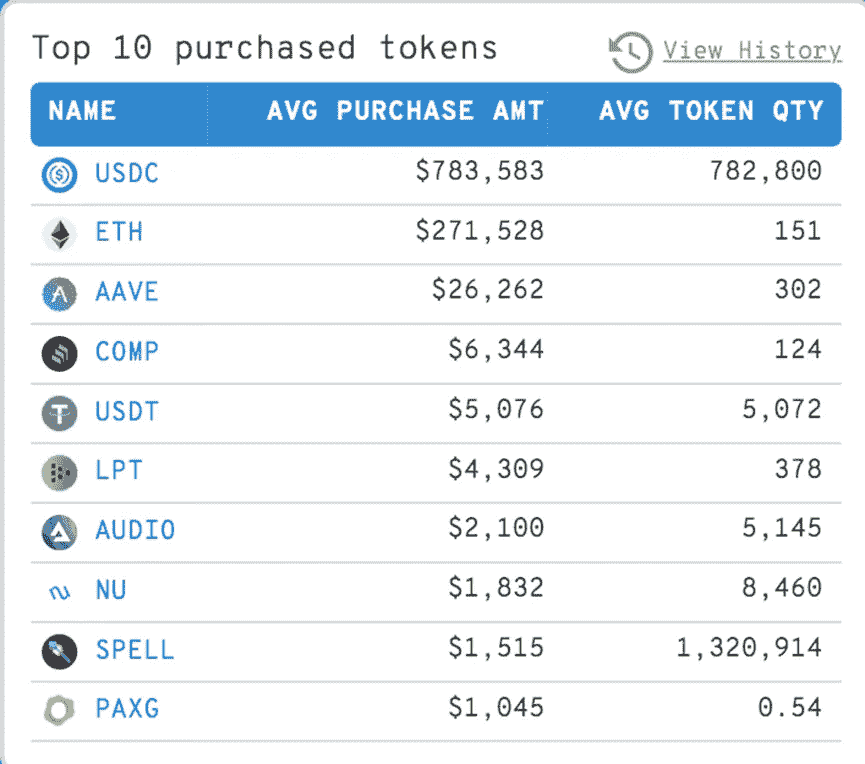 Top 10 purchased tokens View History
NAME AVG PURCHASE AMT AVG TOKEN QTY
USDC $783,583 782,800
ETH $271,528 151
AAVE $26,262 302
COMP $6,344 124
USDT $5,076 5,072
LPT $4,309 378
AUDIO $2,100 5,145
NU $1,832 8,460
SPELL $1,515 1,320,914
PAXG $1,045 0.54